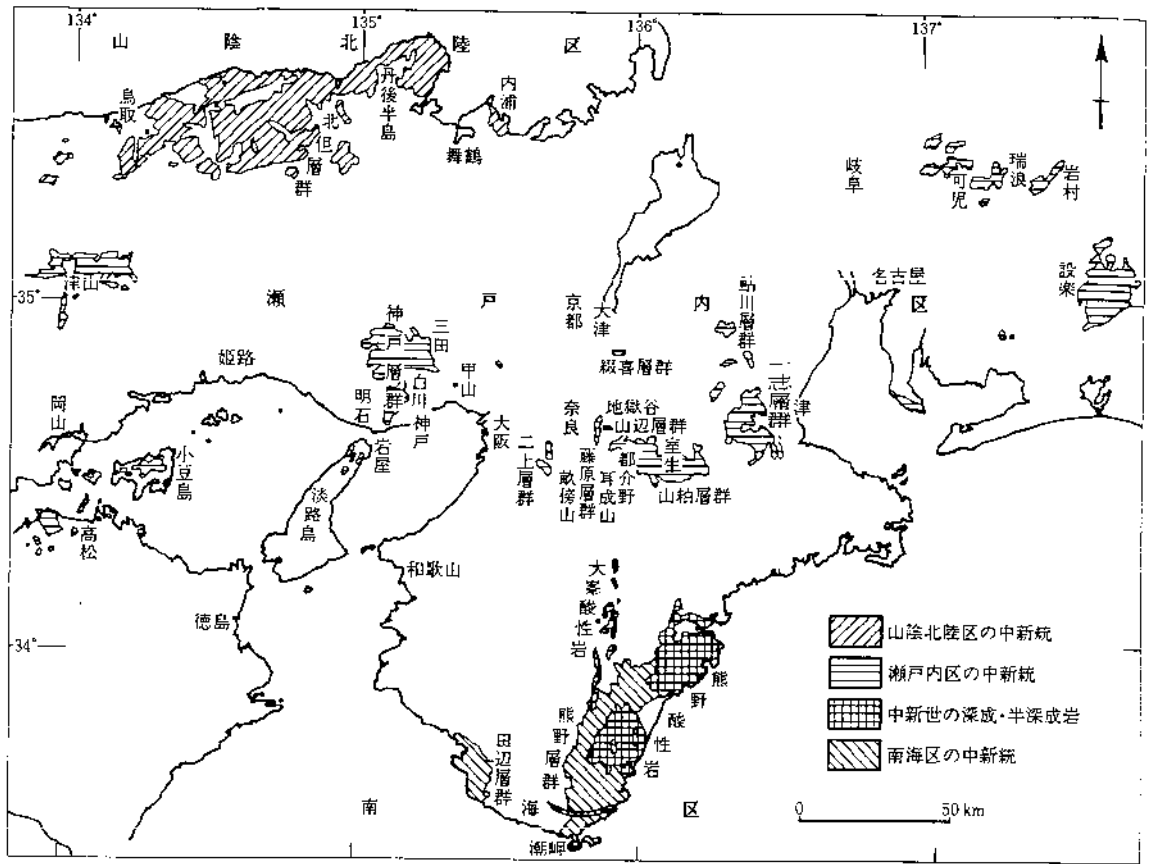 134°
135°
136°
137°
山陰北陸区
鳥取
北但層群
丹後半島
内浦
舞鶴
岐阜
可児
瑞浪
岩村
津山
35°
瀬戸内区
神戸層群
三田
京都
大津
鮎川層群
名古屋
設楽
姫路
甲山
綴喜層群
一志層群
津
岡山
明石
白川
神戸
大阪
奈良
地獄谷
山辺層群
室生
小豆島
岩屋
二上層群
畝傍山
藤原層群
耳成山
都介野
山粕層群
淡路島
高松
和歌山
大峯酸性岩
徳島
34°
熊野酸性岩
熊野層群
田辺層群
南海区
潮岬
山陰北陸区の中新統
瀬戸内区の中新統
中新世の深成・半深成岩
南海区の中新統
0 50 km